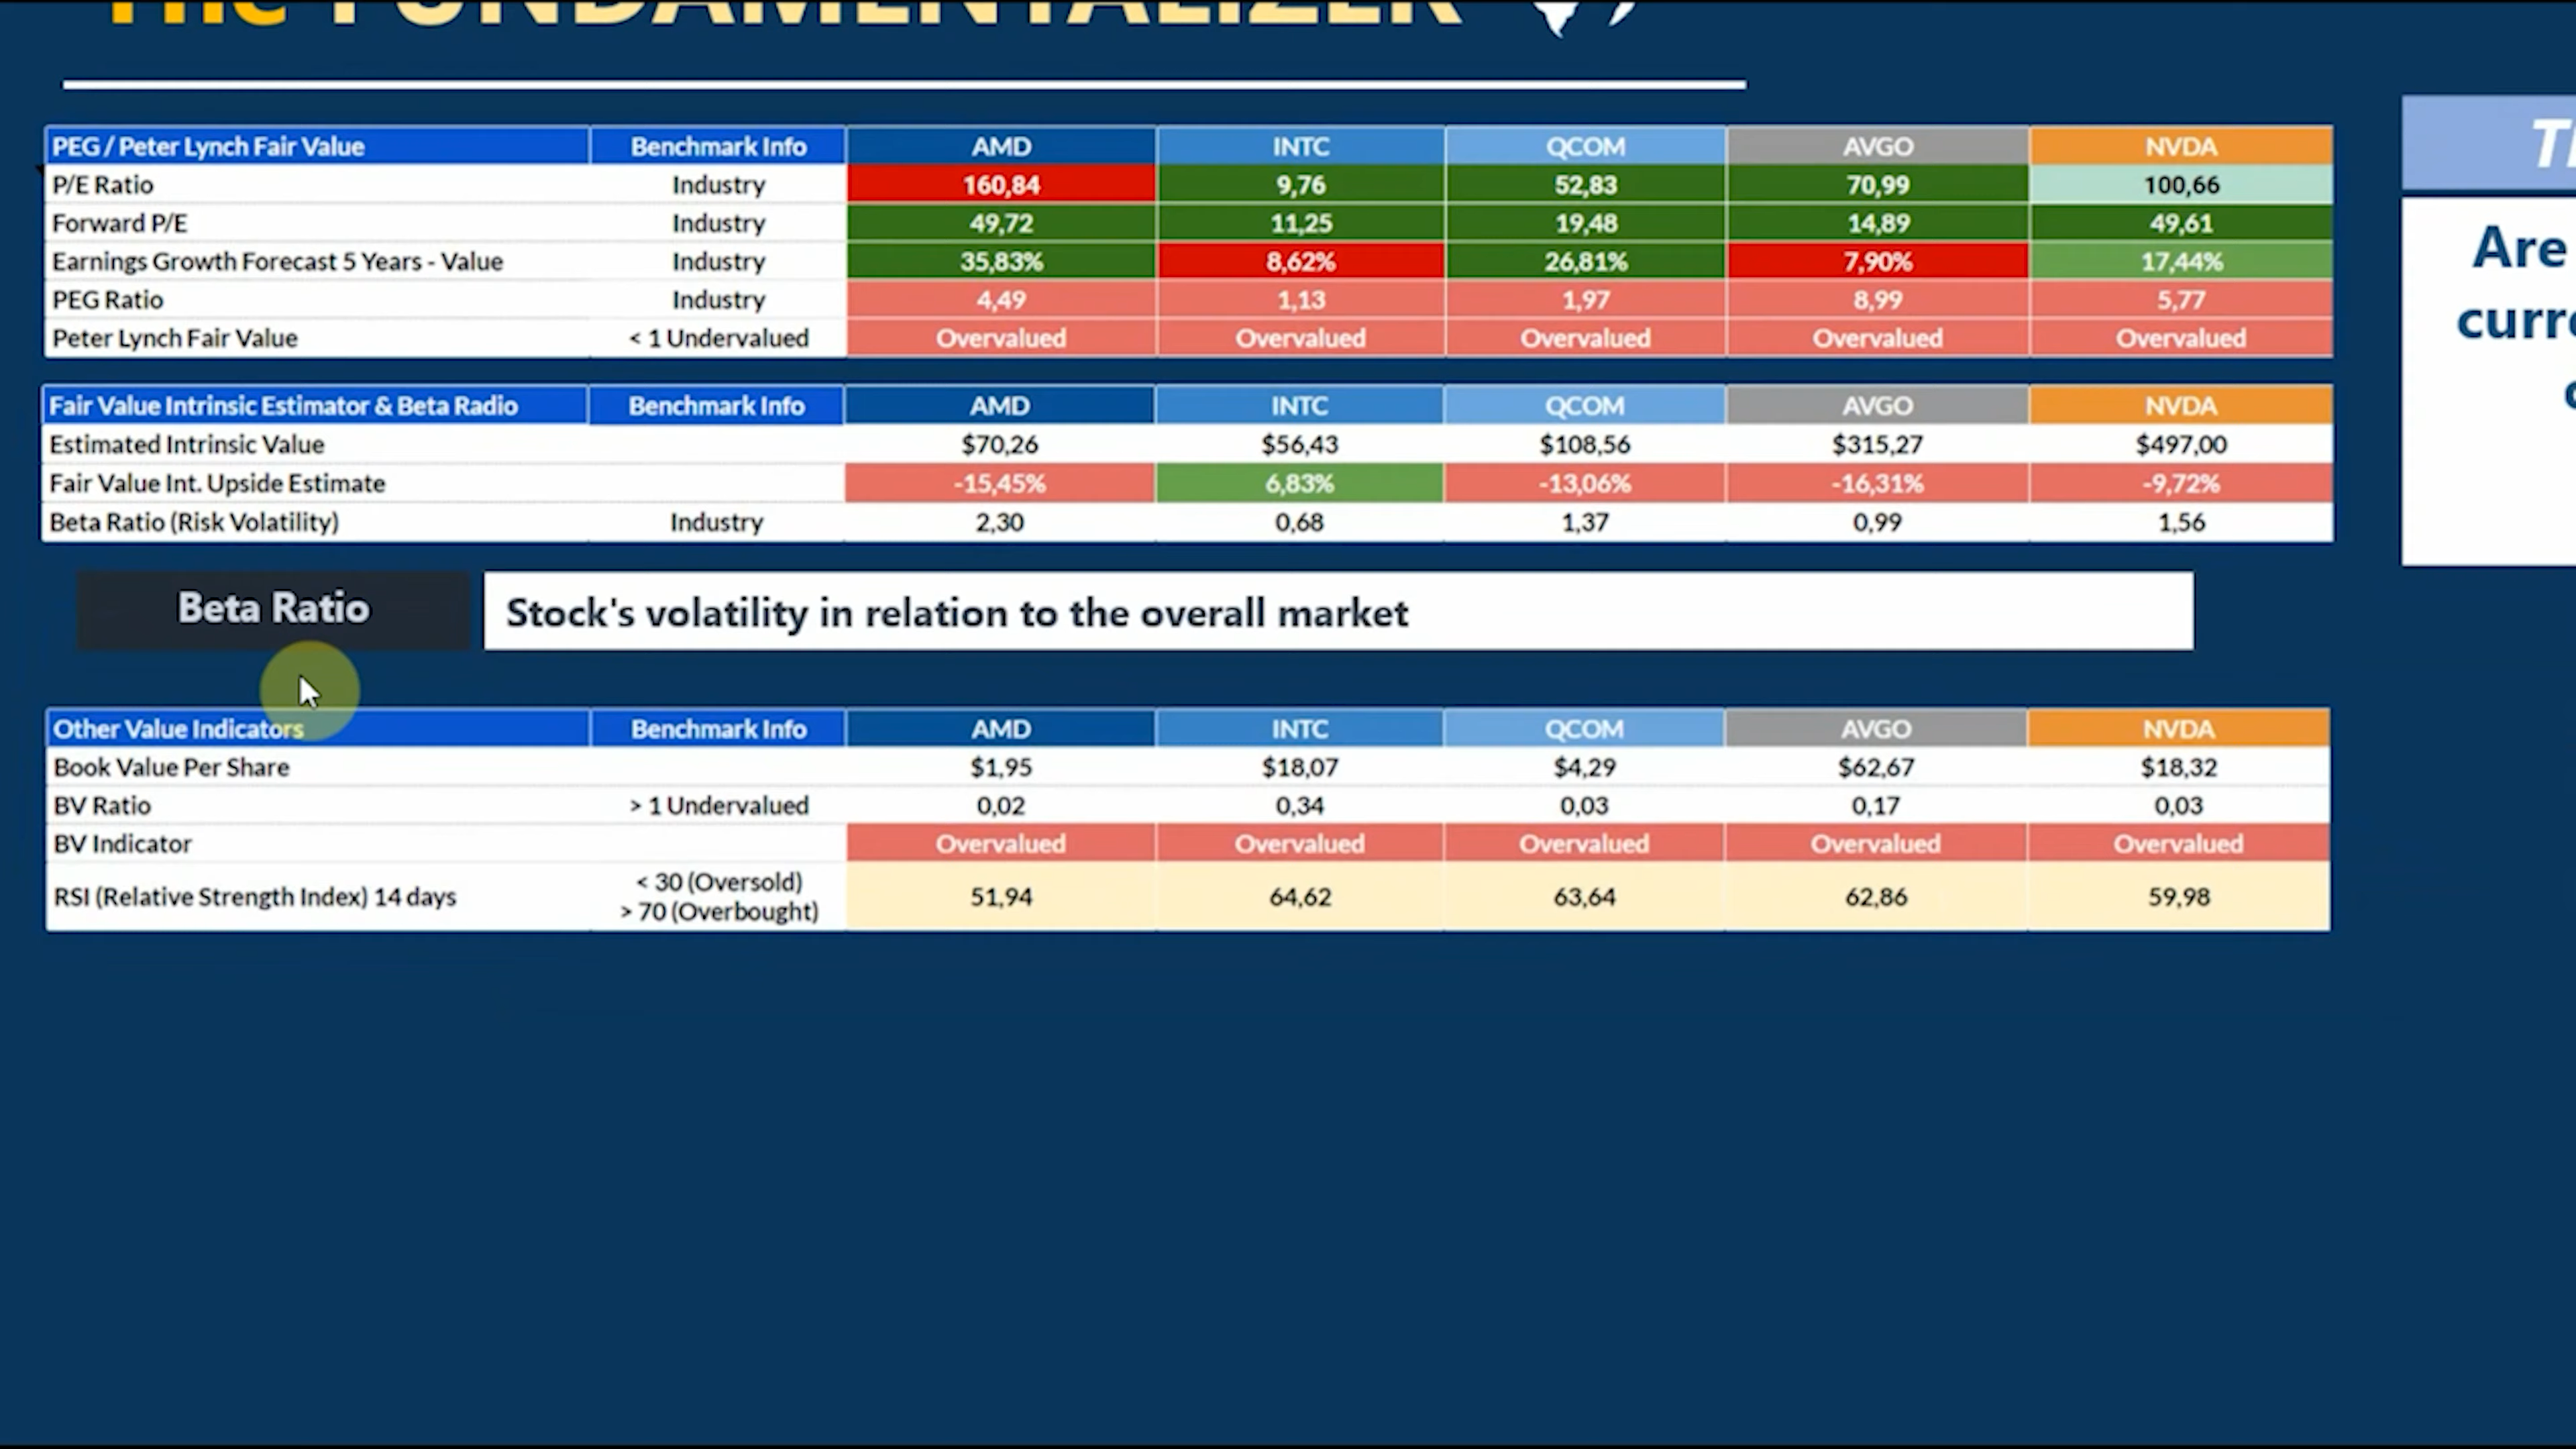 The FUNDAMENTALIZER
PEG / Peter Lynch Fair Value Benchmark Info AMD INTC QCOM AVGO NVDA
P/E Ratio Industry 160,84 9,76 52,83 70,99 100,66
Forward P/E Industry 49,72 11,25 19,48 14,89 49,61
Earnings Growth Forecast 5 Years - Value Industry 35,83% 8,62% 26,81% 7,90% 17,44%
PEG Ratio Industry 4,49 1,13 1,97 8,99 5,77
Peter Lynch Fair Value < 1 Undervalued Overvalued Overvalued Overvalued Overvalued Overvalued
Fair Value Intrinsic Estimator & Beta Radio Benchmark Info AMD INTC QCOM AVGO NVDA
Estimated Intrinsic Value $70,26 $56,43 $108,56 $315,27 $497,00
Fair Value Int. Upside Estimate -15,45% 6,83% -13,06% -16,31% -9,72%
Beta Ratio (Risk Volatility) Industry 2,30 0,68 1,37 0,99 1,56
Beta Ratio Stock's volatility in relation to the overall market
Other Value Indicators Benchmark Info AMD INTC QCOM AVGO NVDA
Book Value Per Share $1,95 $18,07 $4,29 $62,67 $18,32
BV Ratio > 1 Undervalued 0,02 0,34 0,03 0,17 0,03
BV Indicator Overvalued Overvalued Overvalued Overvalued Overvalued
RSI (Relative Strength Index) 14 days < 30 (Oversold) 51,94 64,62 63,64 62,86 59,98
> 70 (Overbought)
Are